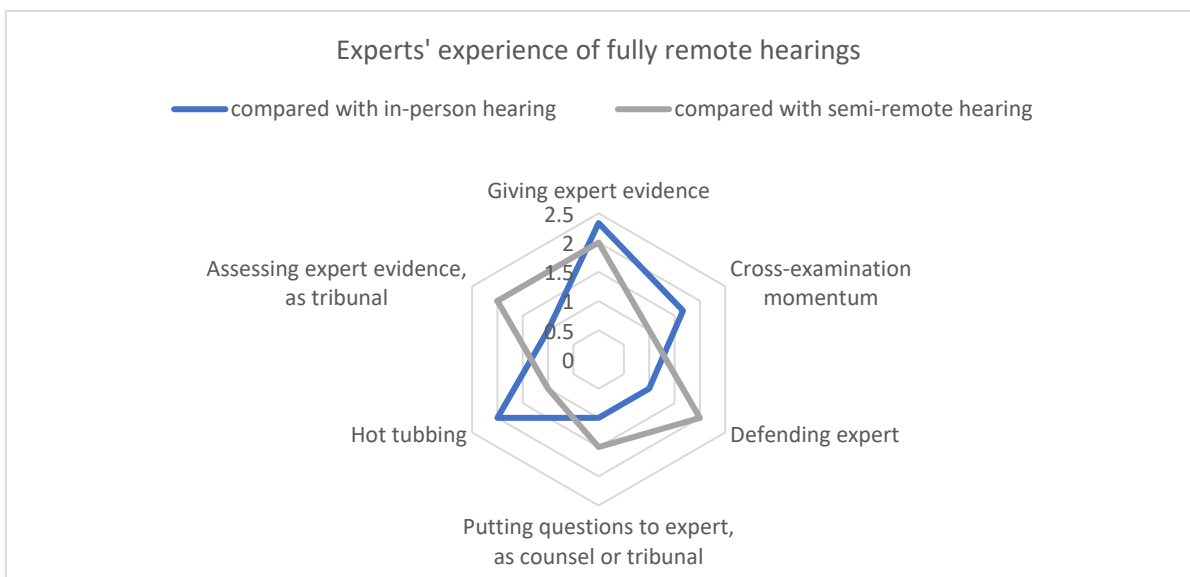 Experts' experience of fully remote hearings
compared with in-person hearing
compared with semi-remote hearing
Giving expert evidence
2.5
2
1.5
1
0.5
0
Assessing expert evidence,
as tribunal
Cross-examination
momentum
Hot tubbing
Defending expert
Putting questions to expert,
as counsel or tribunal